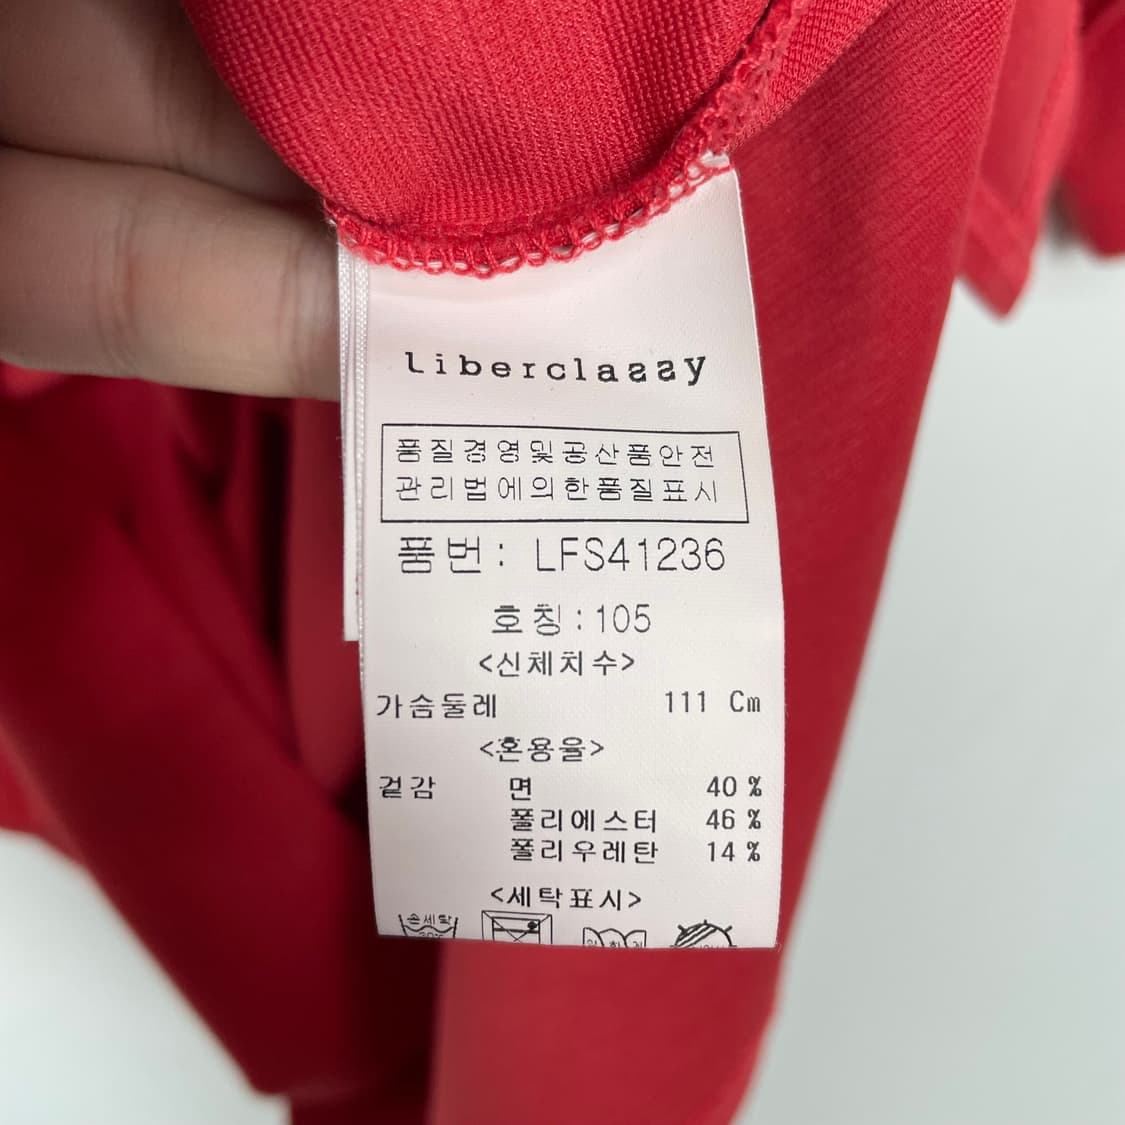 liberclassy
품질경영및공산품안전
관리법에의한품질표시
품번: LFS41236
호칭:105
<신체치수>
가슴둘레 111 Cm
<혼용율>
겉감 면 40 %
폴리에스터 46 %
폴리우레탄 14 %
<세탁표시>
손세탁